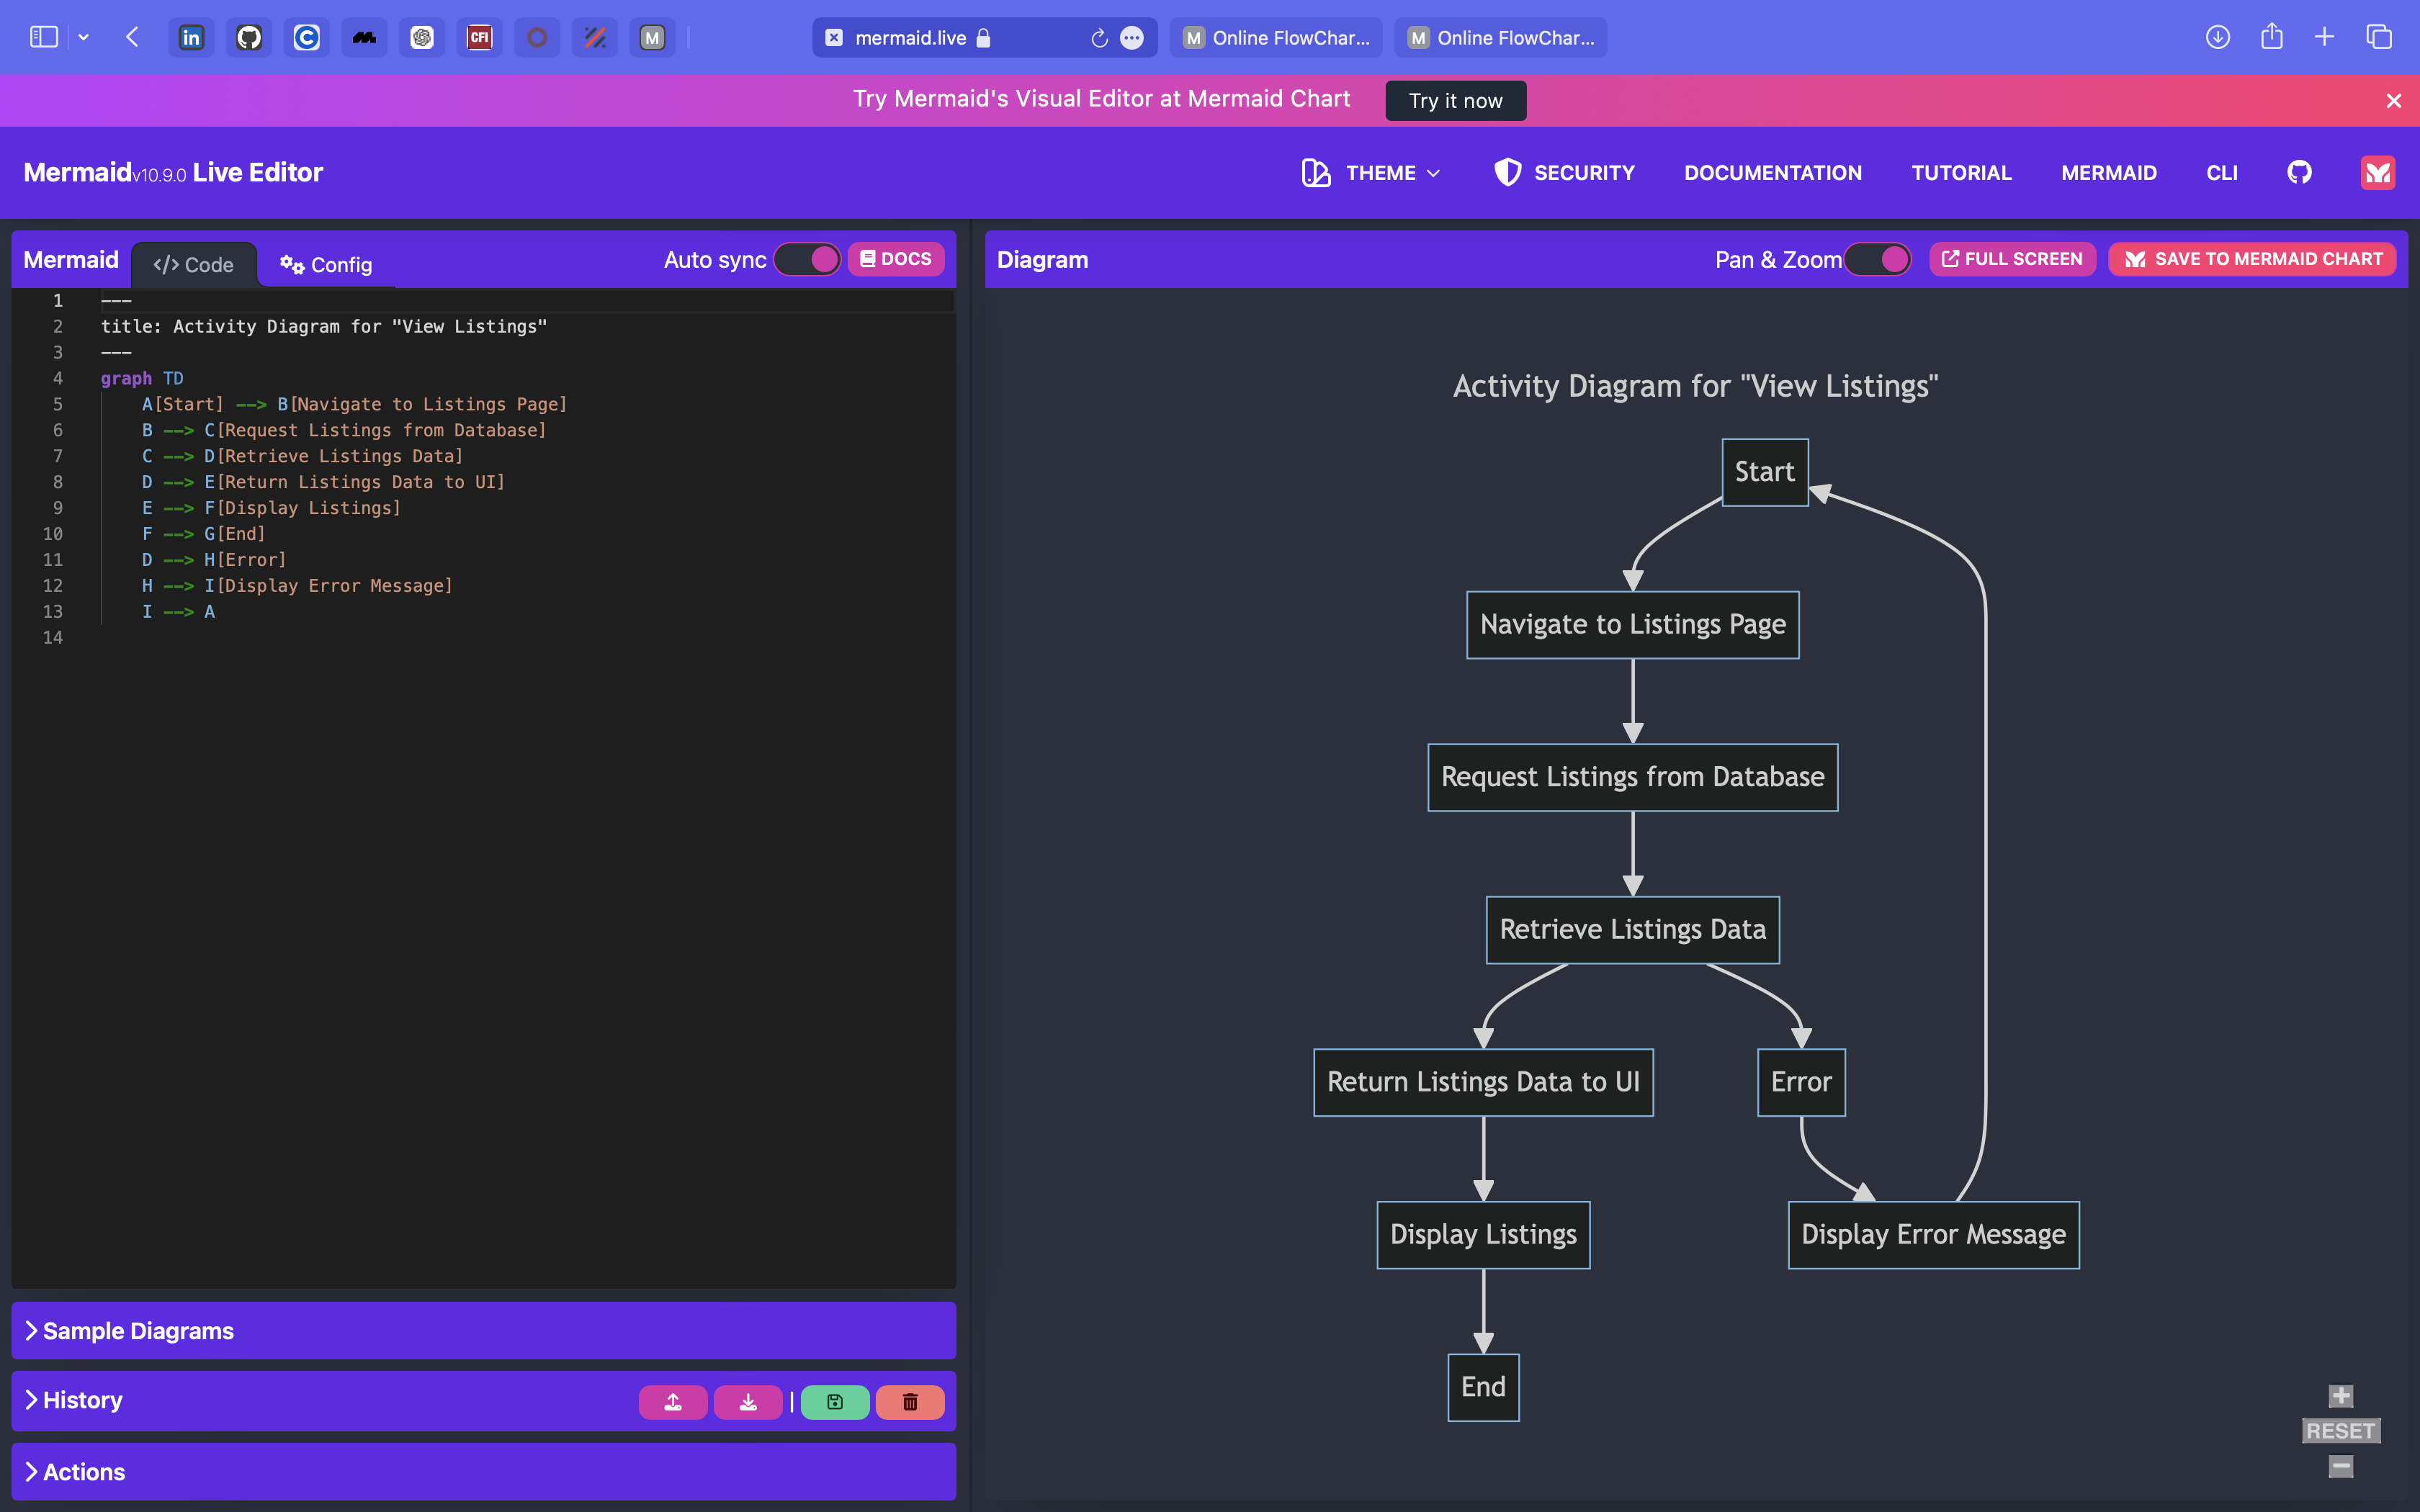 in
C
CFI
M
mermaid.live
M Online FlowChar...
M Online FlowChar...
Try Mermaid's Visual Editor at Mermaid Chart
Try it now
Mermaidv10.9.0 Live Editor
THEME
SECURITY
DOCUMENTATION
TUTORIAL
MERMAID
CLI
Mermaid
</> Code
Config
Auto sync
DOCS
1 ---
2 title: Activity Diagram for "View Listings"
3 ---
4 graph TD
5 A[Start] --> B[Navigate to Listings Page]
6 B --> C[Request Listings from Database]
7 C --> D[Retrieve Listings Data]
8 D --> E[Return Listings Data to UI]
9 E --> F[Display Listings]
10 F --> G[End]
11 D --> H[Error]
12 H --> I[Display Error Message]
13 I --> A
14
Sample Diagrams
History
Actions
Diagram
Pan & Zoom
FULL SCREEN
SAVE TO MERMAID CHART
Activity Diagram for "View Listings"
Start
Navigate to Listings Page
Request Listings from Database
Retrieve Listings Data
Return Listings Data to UI
Error
Display Listings
Display Error Message
End
RESET